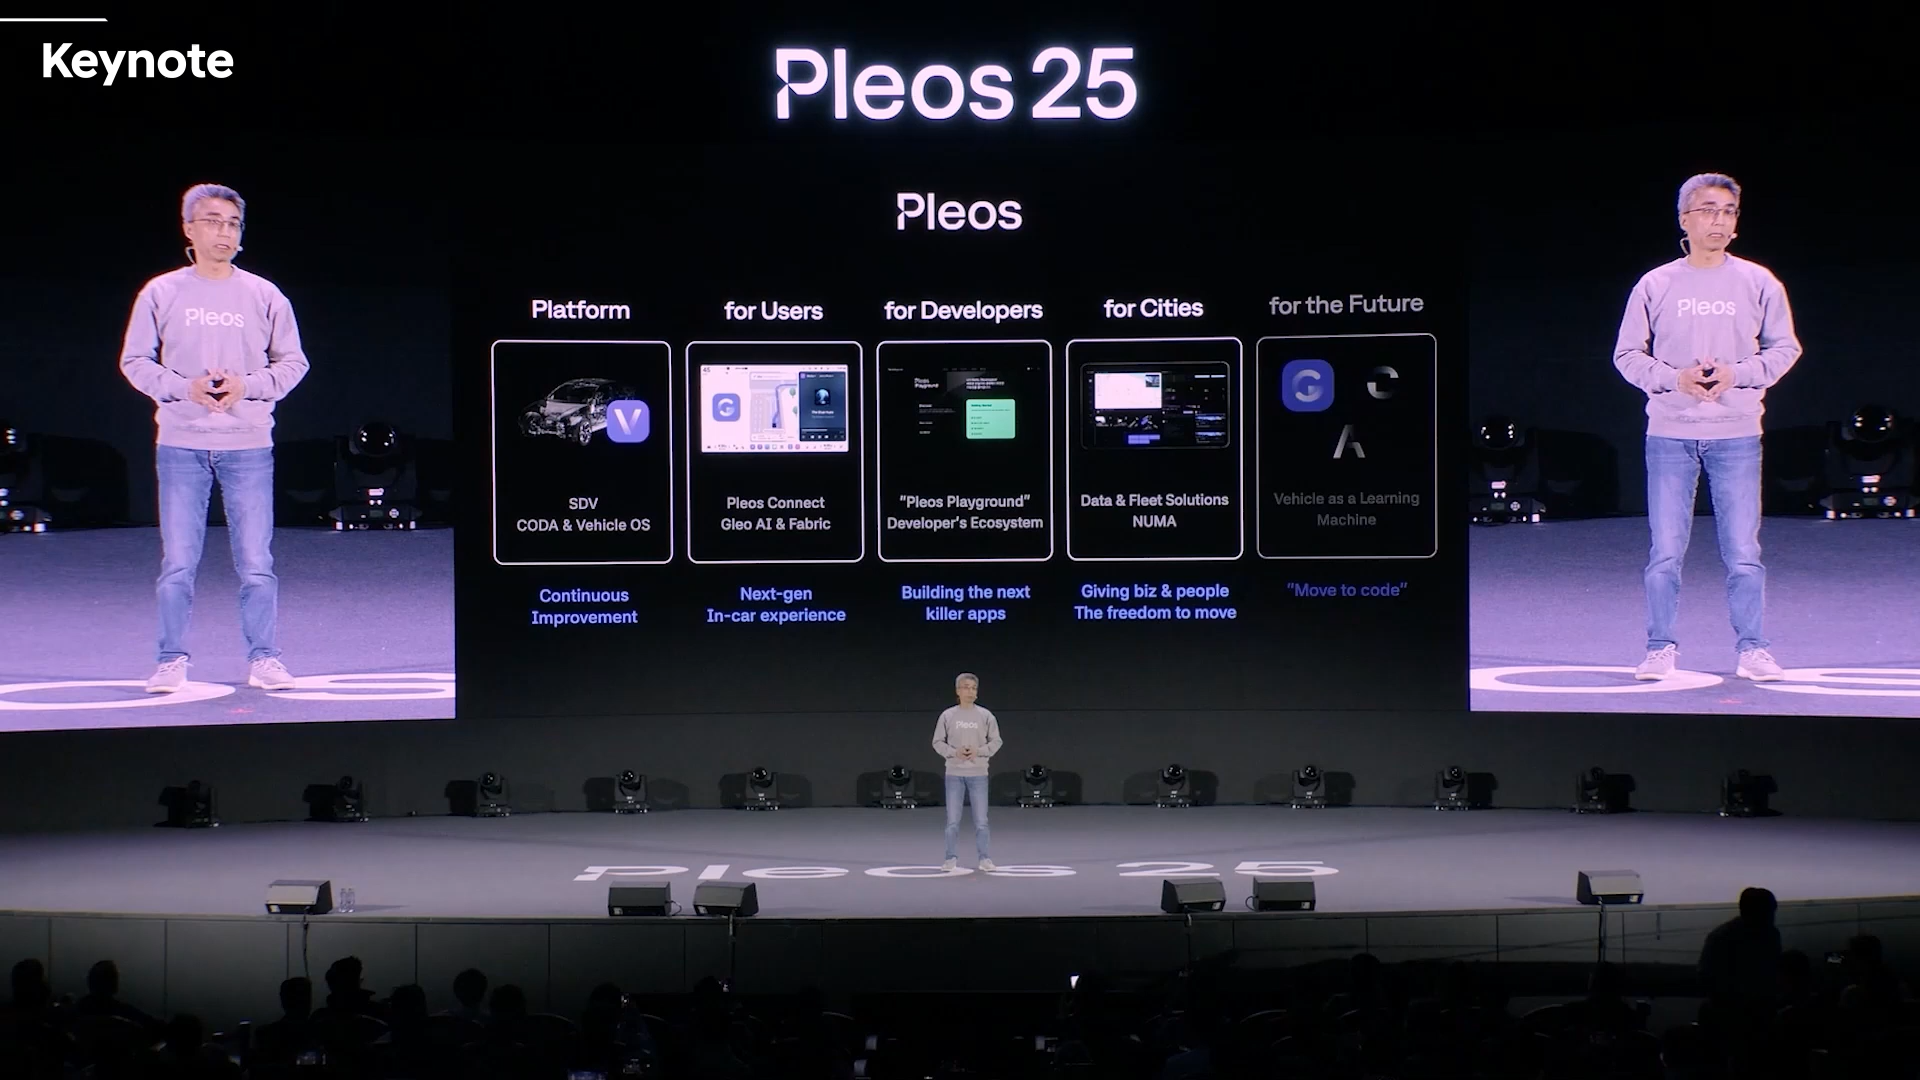 Keynote
Pleos 25
Pleos
Platform
for Users
for Developers
for Cities
for the Future
V
G
G
SDV
CODA & Vehicle OS
Pleos Connect
Gleo AI & Fabric
"Pleos Playground"
Developer's Ecosystem
Data & Fleet Solutions
NUMA
Vehicle as a Learning
Machine
Continuous
Improvement
Next-gen
In-car experience
Building the next
killer apps
Giving biz & people
The freedom to move
"Move to code"
Pleos
Pleos
Pleos
O S
O S
Pleos 25